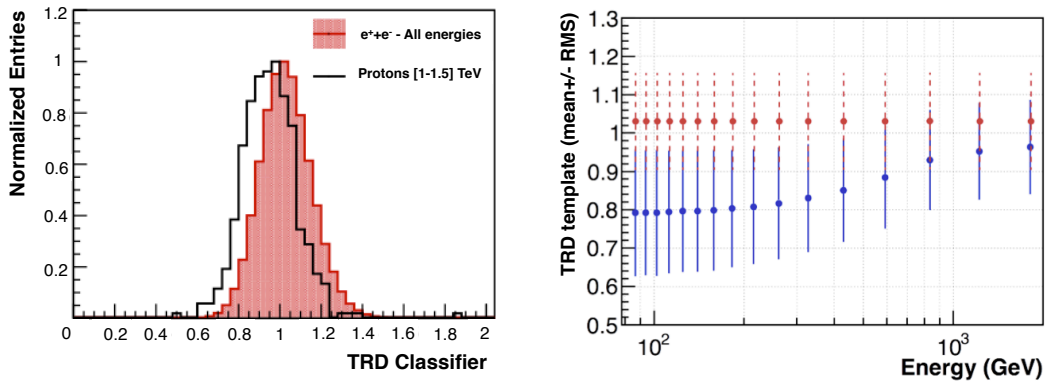 Normalized Entries
1.2
1
0.8
0.6
0.4
0.2
e⁺+e⁻ - All energies
Protons [1-1.5] TeV
0 0.2 0.4 0.6 0.8 1 1.2 1.4 1.6 1.8 2
TRD Classifier
TRD template (mean+/- RMS)
1.3
1.2
1.1
1
0.9
0.8
0.7
0.6
0.5
10² 10³
Energy (GeV)